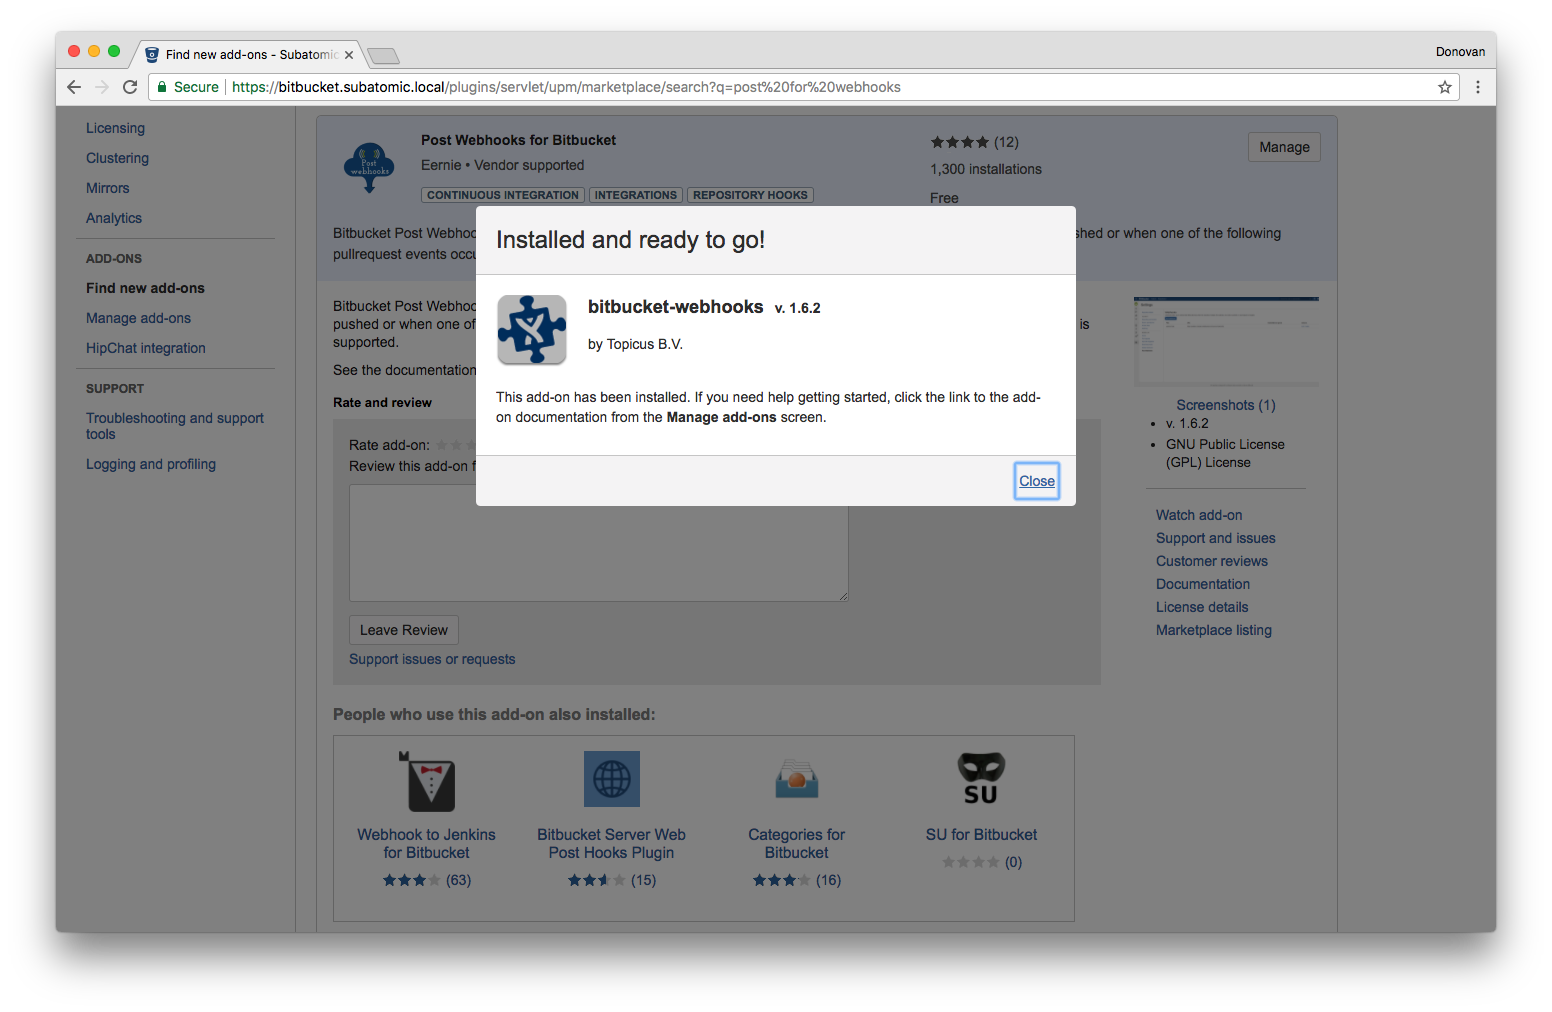 Find new add-ons - Subatomic
Donovan
Secure
https://bitbucket.subatomic.local/plugins/servlet/upm/marketplace/search?q=post%20for%20webhooks
Licensing
Clustering
Mirrors
Analytics
ADD-ONS
Find new add-ons
Manage add-ons
HipChat integration
SUPPORT
Troubleshooting and support
tools
Logging and profiling
Post
webhooks
Post Webhooks for Bitbucket
Eernie • Vendor supported
CONTINUOUS INTEGRATION
INTEGRATIONS
REPOSITORY HOOKS
(12)
1,300 installations
Free
Manage
Bitbucket Post Webhoo
shed or when one of the following
pullrequest events occu
Installed and ready to go!
bitbucket-webhooks v. 1.6.2
by Topicus B.V.
This add-on has been installed. If you need help getting started, click the link to the add-
on documentation from the Manage add-ons screen.
Close
Bitbucket Post Webhoo
pushed or when one of
is
supported.
See the documentation
Rate and review
Rate add-on:
Review this add-on f
Leave Review
Support issues or requests
Screenshots (1)
• v. 1.6.2
• GNU Public License
(GPL) License
Watch add-on
Support and issues
Customer reviews
Documentation
License details
Marketplace listing
People who use this add-on also installed:
Webhook to Jenkins
for Bitbucket
(63)
Bitbucket Server Web
Post Hooks Plugin
(15)
Categories for
Bitbucket
(16)
SU
SU for Bitbucket
(0)